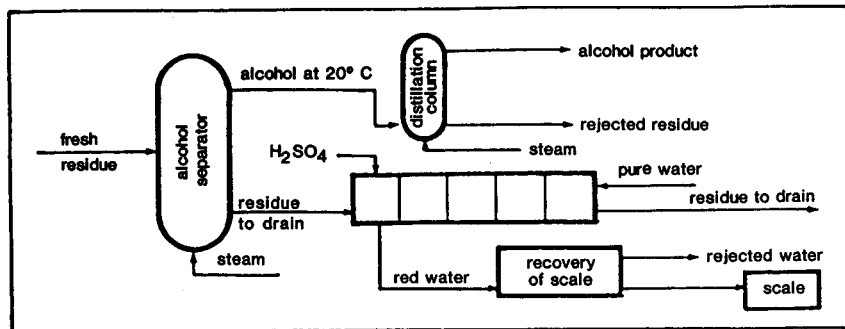 alcohol product
alcohol at 20° C
distillation
column
rejected residue
steam
fresh
residue
alcohol
separator
H₂SO₄
pure water
residue
to drain
residue to drain
steam
red water
recovery
of scale
rejected water
scale